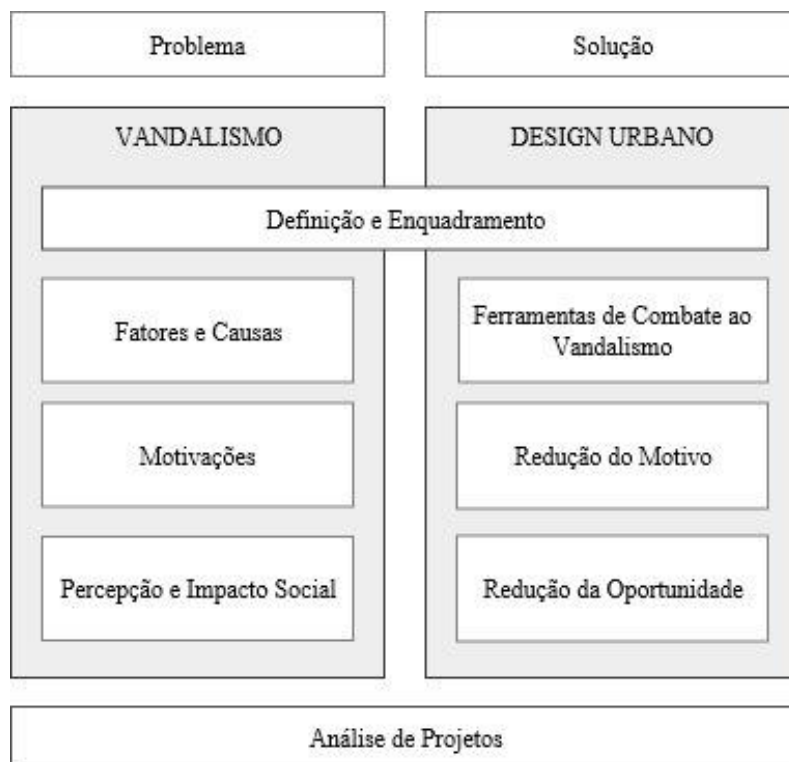 Problema
Solução
VANDALISMO
DESIGN URBANO
Definição e Enquadramento
Fatores e Causas
Ferramentas de Combate ao
Vandalismo
Motivações
Redução do Motivo
Percepção e Impacto Social
Redução da Oportunidade
Análise de Projetos